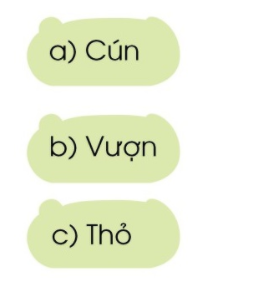 a) Cún
b) Vượn
c) Thỏ